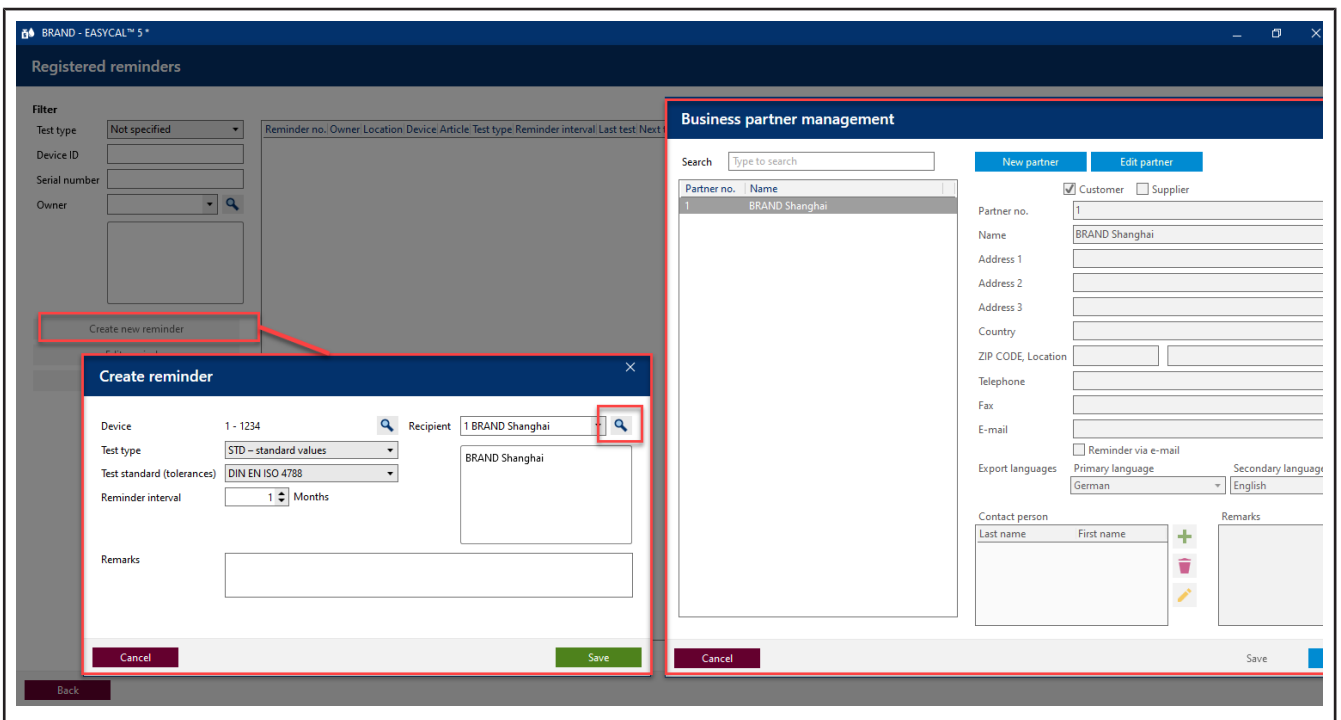 BRAND - EASYCAL™ 5 *
Registered reminders
Filter
Test type
Not specified
Device ID
Serial number
Owner
Reminder no. Owner Location Device Article Test type Reminder interval Last test Next
Create new reminder
Create reminder
Device
1 - 1234
Recipient
1 BRAND Shanghai
Test type
STD – standard values
BRAND Shanghai
Test standard (tolerances)
DIN EN ISO 4788
Reminder interval
1
Months
Remarks
Cancel
Save
Back
Business partner management
Search
Type to search
New partner
Edit partner
Partner no.
Name
1
BRAND Shanghai
Customer
Supplier
Partner no.
1
Name
BRAND Shanghai
Address 1
Address 2
Address 3
Country
ZIP CODE, Location
Telephone
Fax
E-mail
Reminder via e-mail
Export languages
Primary language
Secondary language
German
English
Contact person
Remarks
Last name
First name
Cancel
Save